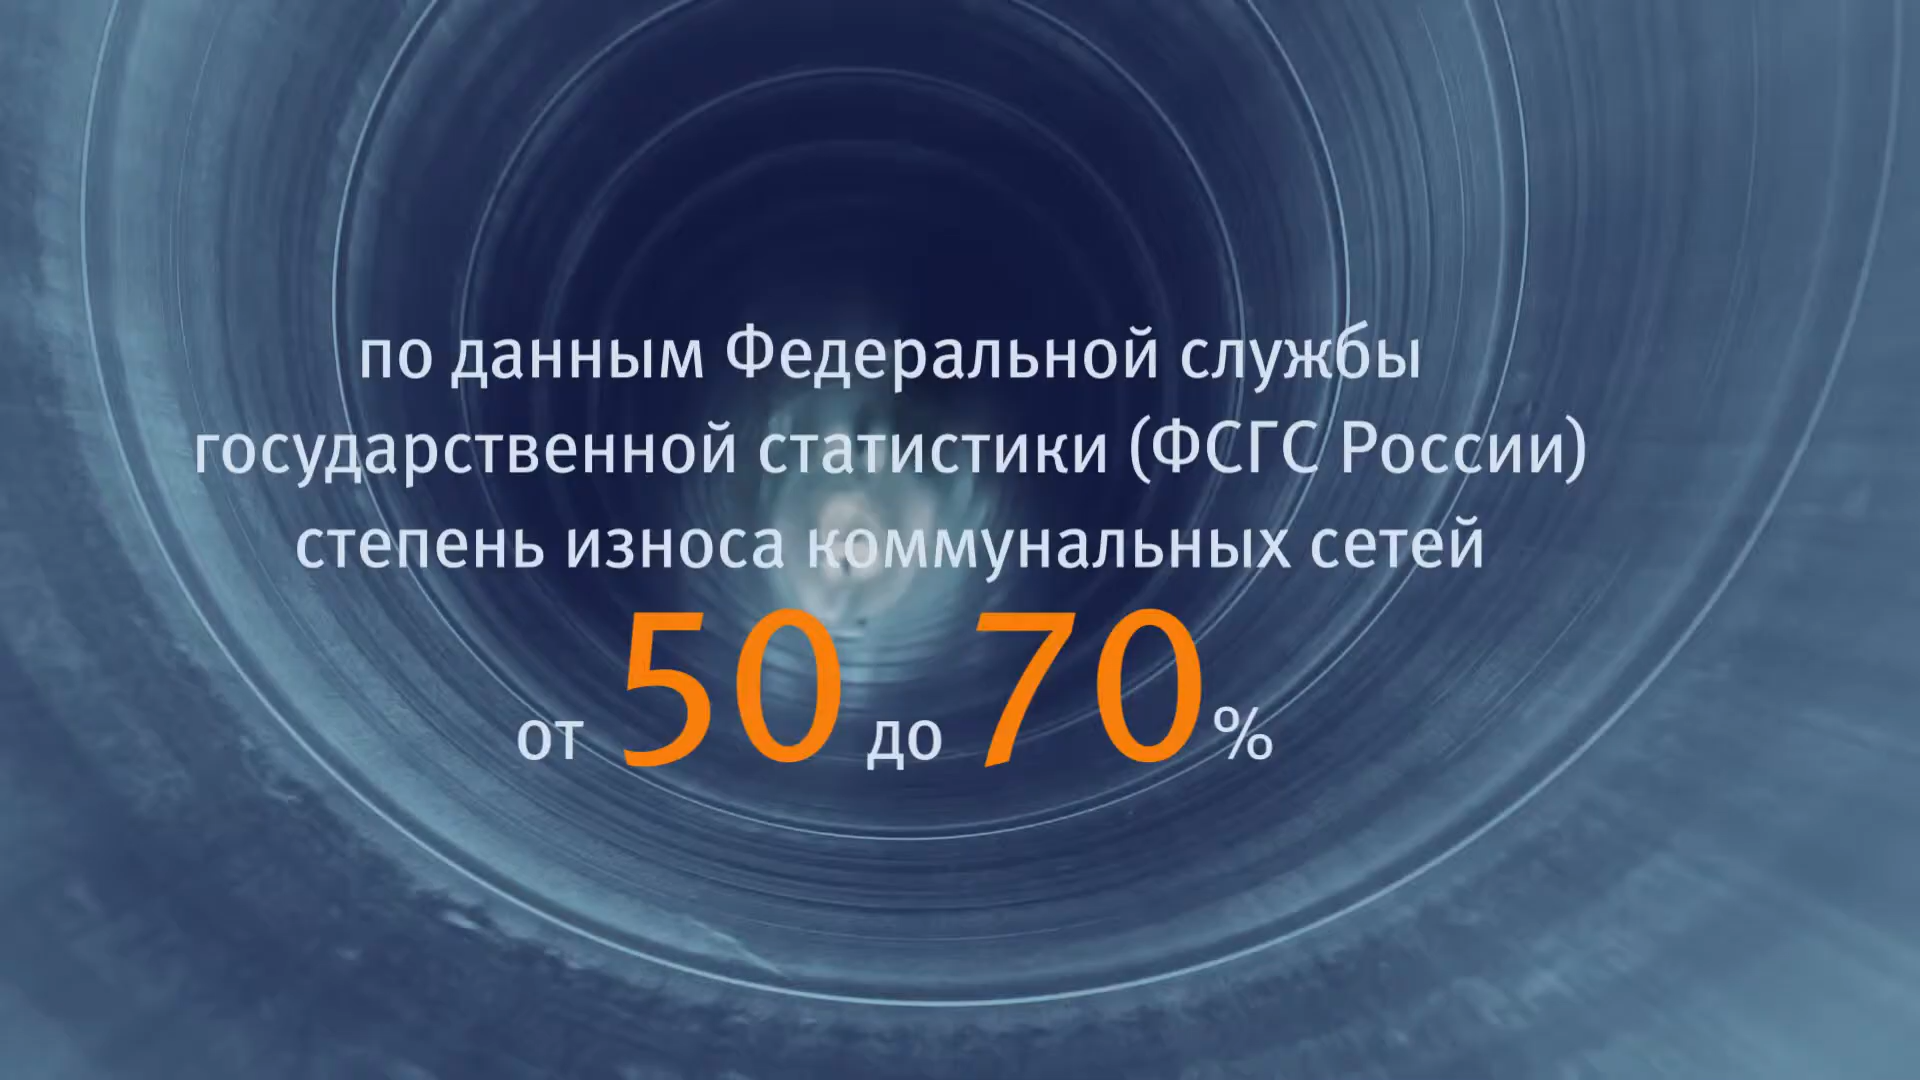 по данным Федеральной службы
государственной статистики (ФСГС России)
степень износа коммунальных сетей
от 50 до 70%